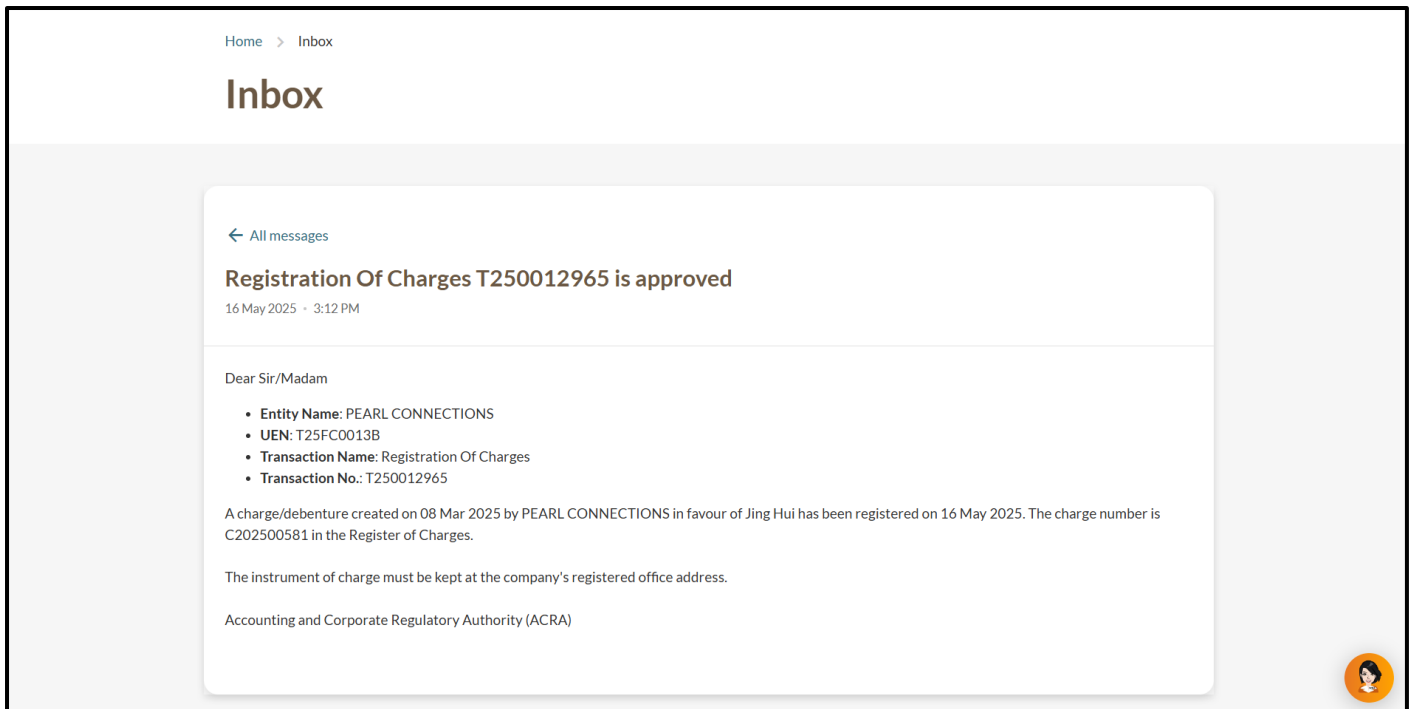 Home > Inbox
Inbox
← All messages
Registration Of Charges T250012965 is approved
16 May 2025 • 3:12 PM
Dear Sir/Madam
• Entity Name: PEARL CONNECTIONS
• UEN: T25FC0013B
• Transaction Name: Registration Of Charges
• Transaction No.: T250012965
A charge/debenture created on 08 Mar 2025 by PEARL CONNECTIONS in favour of Jing Hui has been registered on 16 May 2025. The charge number is
C202500581 in the Register of Charges.
The instrument of charge must be kept at the company's registered office address.
Accounting and Corporate Regulatory Authority (ACRA)